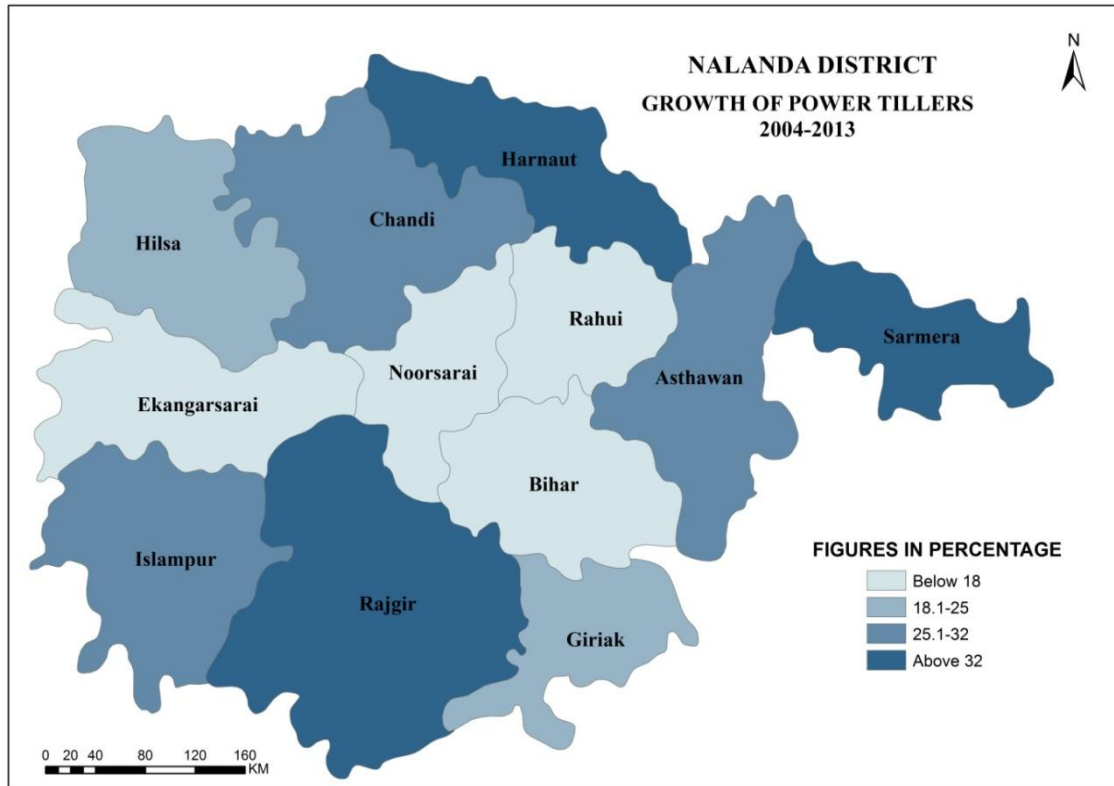 NALANDA DISTRICT
GROWTH OF POWER TILLERS
2004-2013
N
Harnaut
Chandi
Hilsa
Rahui
Sarmera
Noorsarai
Asthawan
Ekangarsarai
Bihar
Islampur
Rajgir
Giriak
FIGURES IN PERCENTAGE
Below 18
18.1-25
25.1-32
Above 32
0 20 40 80 120 160
KM